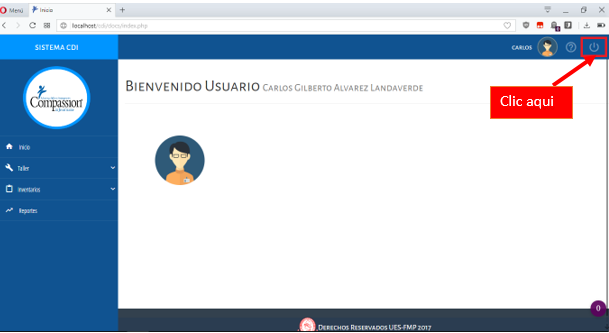 Menú
Inicio
localhost/cdi/docs/index.php
SISTEMA CDI
CARLOS
Compassion
Bienvenido Usuario Carlos Gilberto Alvarez Landaverde
Clic aqui
Inicio
Taller
Inventarios
Reportes
0
Derechos Reservados UES-FMP 2017